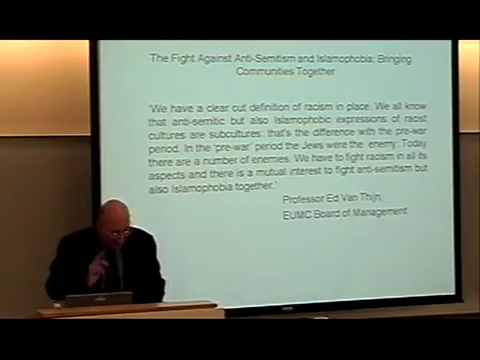 The Fight Against Anti-Semitism and Islamophobia: Bringing
Communities Together
'We have a clear cut definition of racism in place. We all know
that anti-semitic but also Islamophobic expressions of racist
cultures are subcultures: that's the difference with the pre-war
period. In the 'pre-war' period the Jews were the enemy. Today
there are a number of enemies. We have to fight racism in all its
aspects and there is a mutual interest to fight anti-semitism but
also Islamophobia together.'
Professor Ed Van Thijn,
EUMC Board of Management